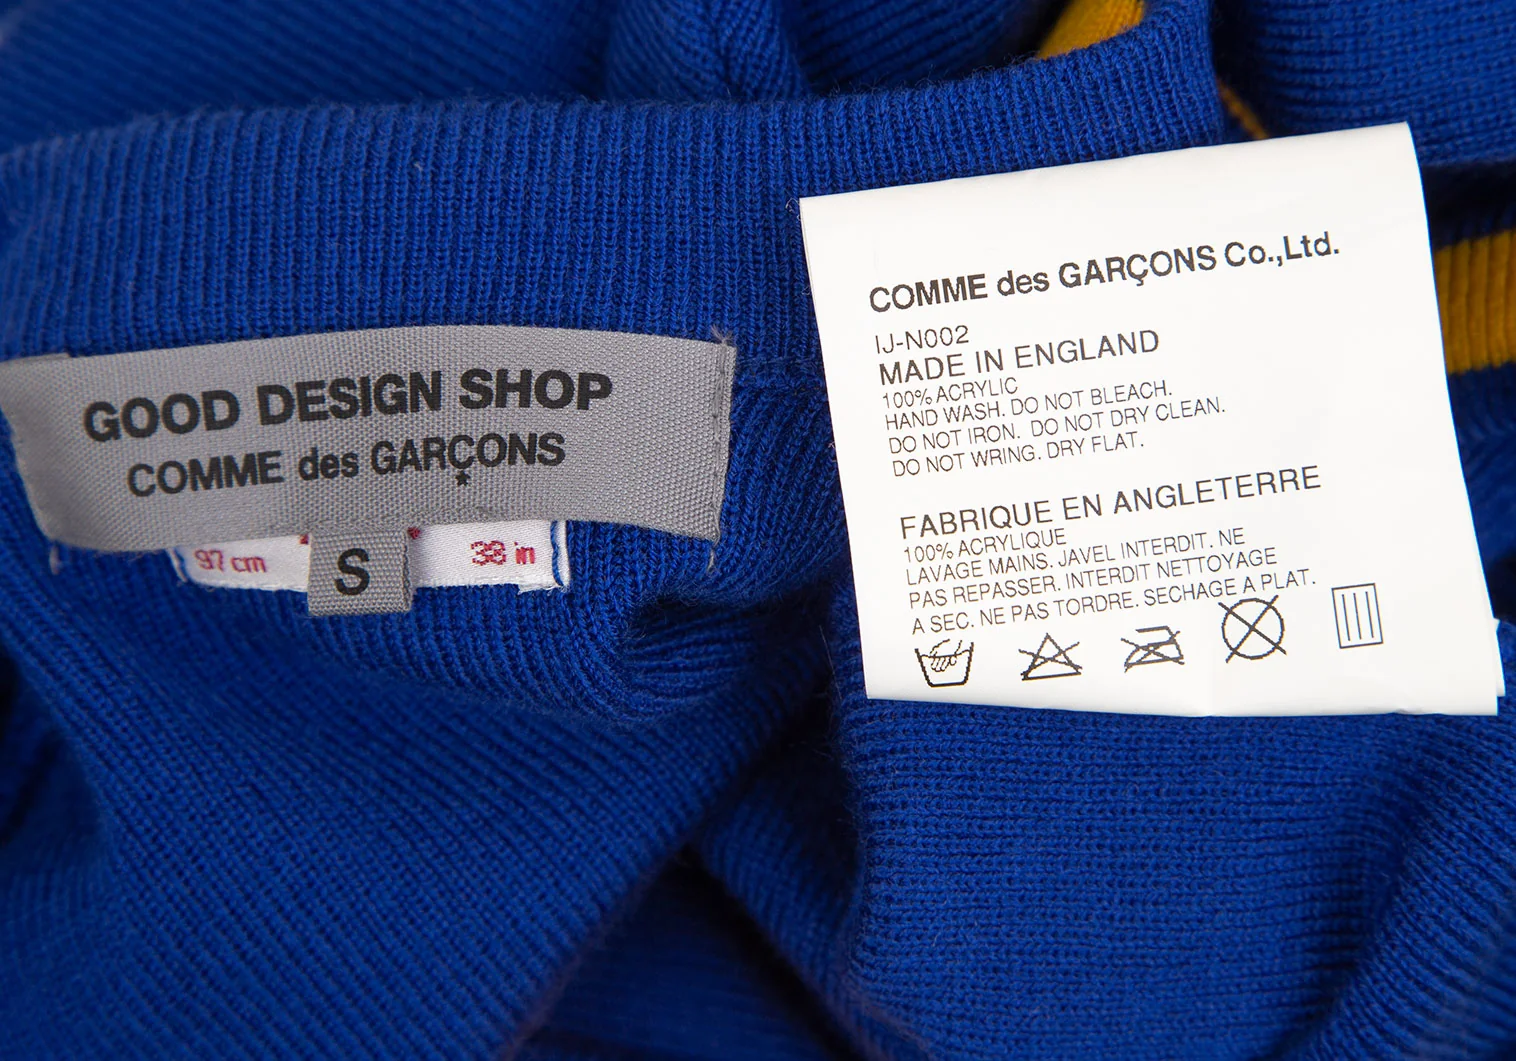 GOOD DESIGN SHOP
COMME des GARÇONS
*
97 cm
S
38 in
COMME des GARÇONS Co.,Ltd.
IJ-N002
MADE IN ENGLAND
100% ACRYLIC
HAND WASH. DO NOT BLEACH.
DO NOT IRON. DO NOT DRY CLEAN.
DO NOT WRING. DRY FLAT.
FABRIQUE EN ANGLETERRE
100% ACRYLIQUE
LAVAGE MAINS. JAVEL INTERDIT. NE
PAS REPASSER. INTERDIT NETTOYAGE
A SEC. NE PAS TORDRE. SECHAGE A PLAT.